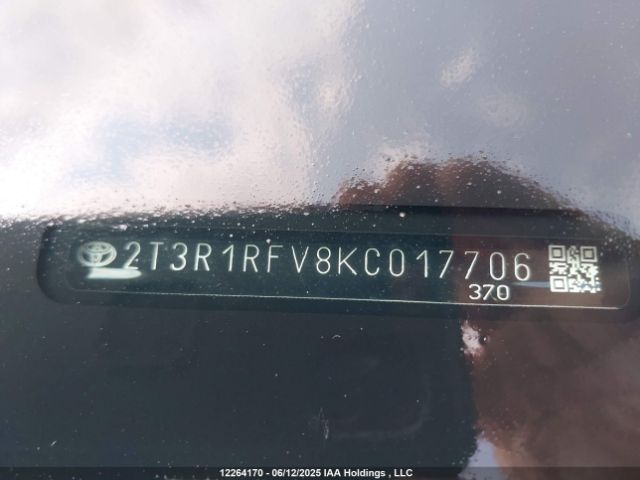 2T3R1RFV8KC017706
370
12264170 - 06/12/2025 IAA Holdings , LLC